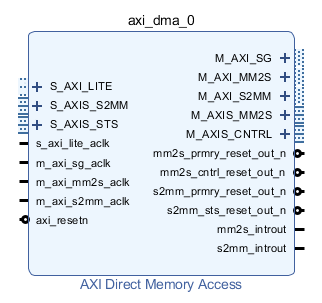 axi_dma_0
M_AXI_SG
M_AXI_MM2S
S_AXI_LITE
M_AXI_S2MM
S_AXIS_S2MM
M_AXIS_MM2S
S_AXIS_STS
M_AXIS_CNTRL
s_axi_lite_aclk
mm2s_prmry_reset_out_n
m_axi_sg_aclk
mm2s_cntrl_reset_out_n
m_axi_mm2s_aclk
s2mm_prmry_reset_out_n
m_axi_s2mm_aclk
s2mm_sts_reset_out_n
axi_resetn
mm2s_introut
s2mm_introut
AXI Direct Memory Access